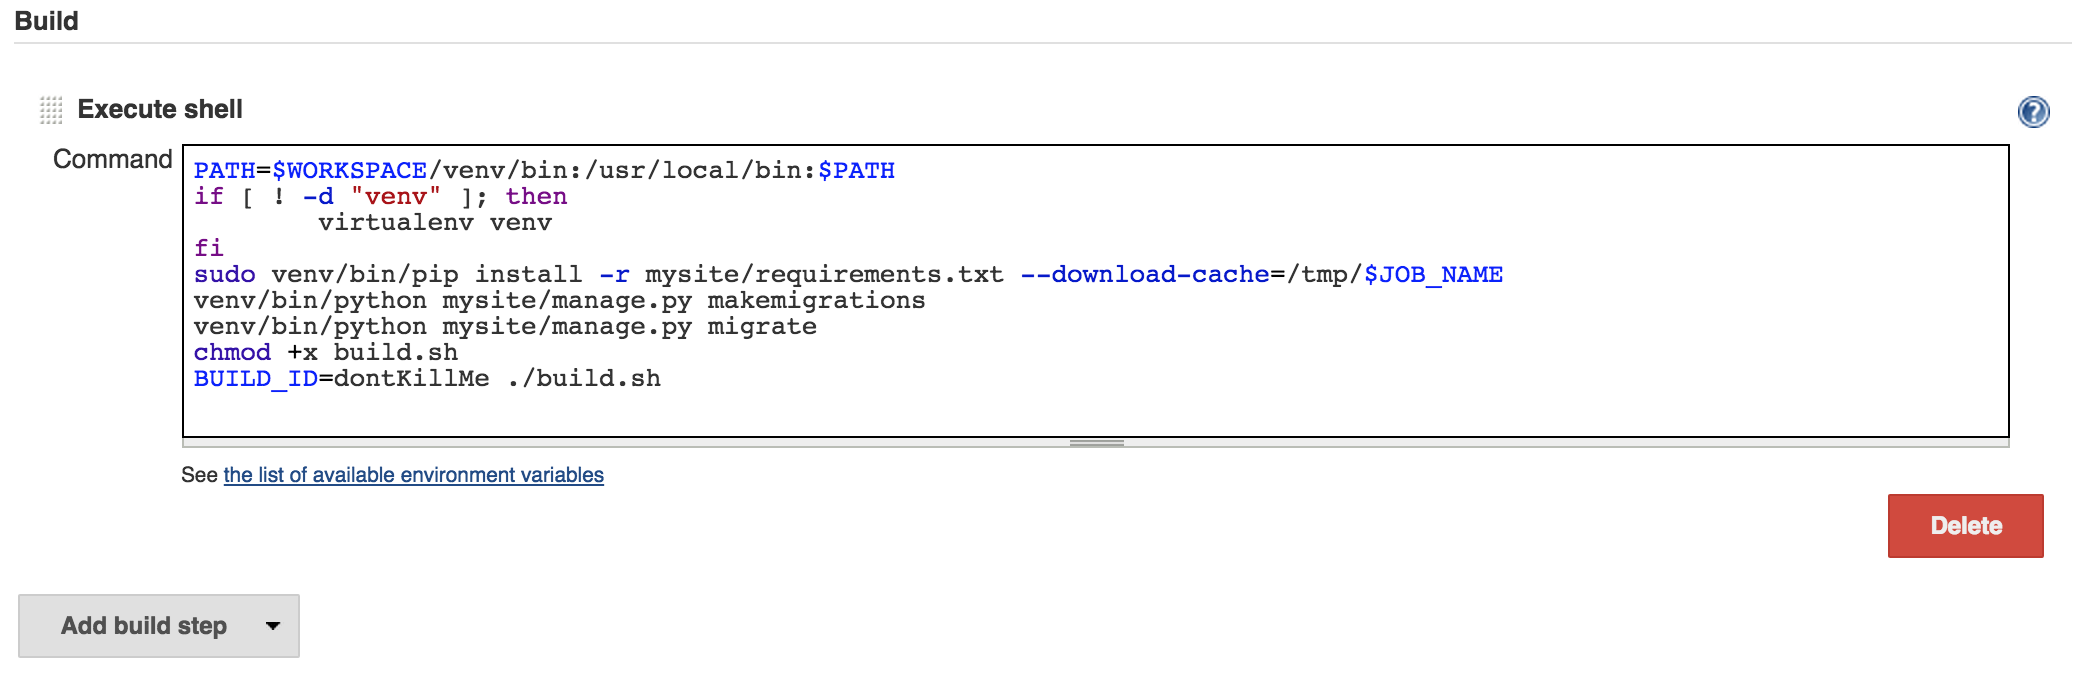 Build
Execute shell
?
Command
PATH=$WORKSPACE/venv/bin:/usr/local/bin:$PATH
if [ ! -d "venv" ]; then
        virtualenv venv
fi
sudo venv/bin/pip install -r mysite/requirements.txt --download-cache=/tmp/$JOB_NAME
venv/bin/python mysite/manage.py makemigrations
venv/bin/python mysite/manage.py migrate
chmod +x build.sh
BUILD_ID=dontKillMe ./build.sh
See the list of available environment variables
Delete
Add build step